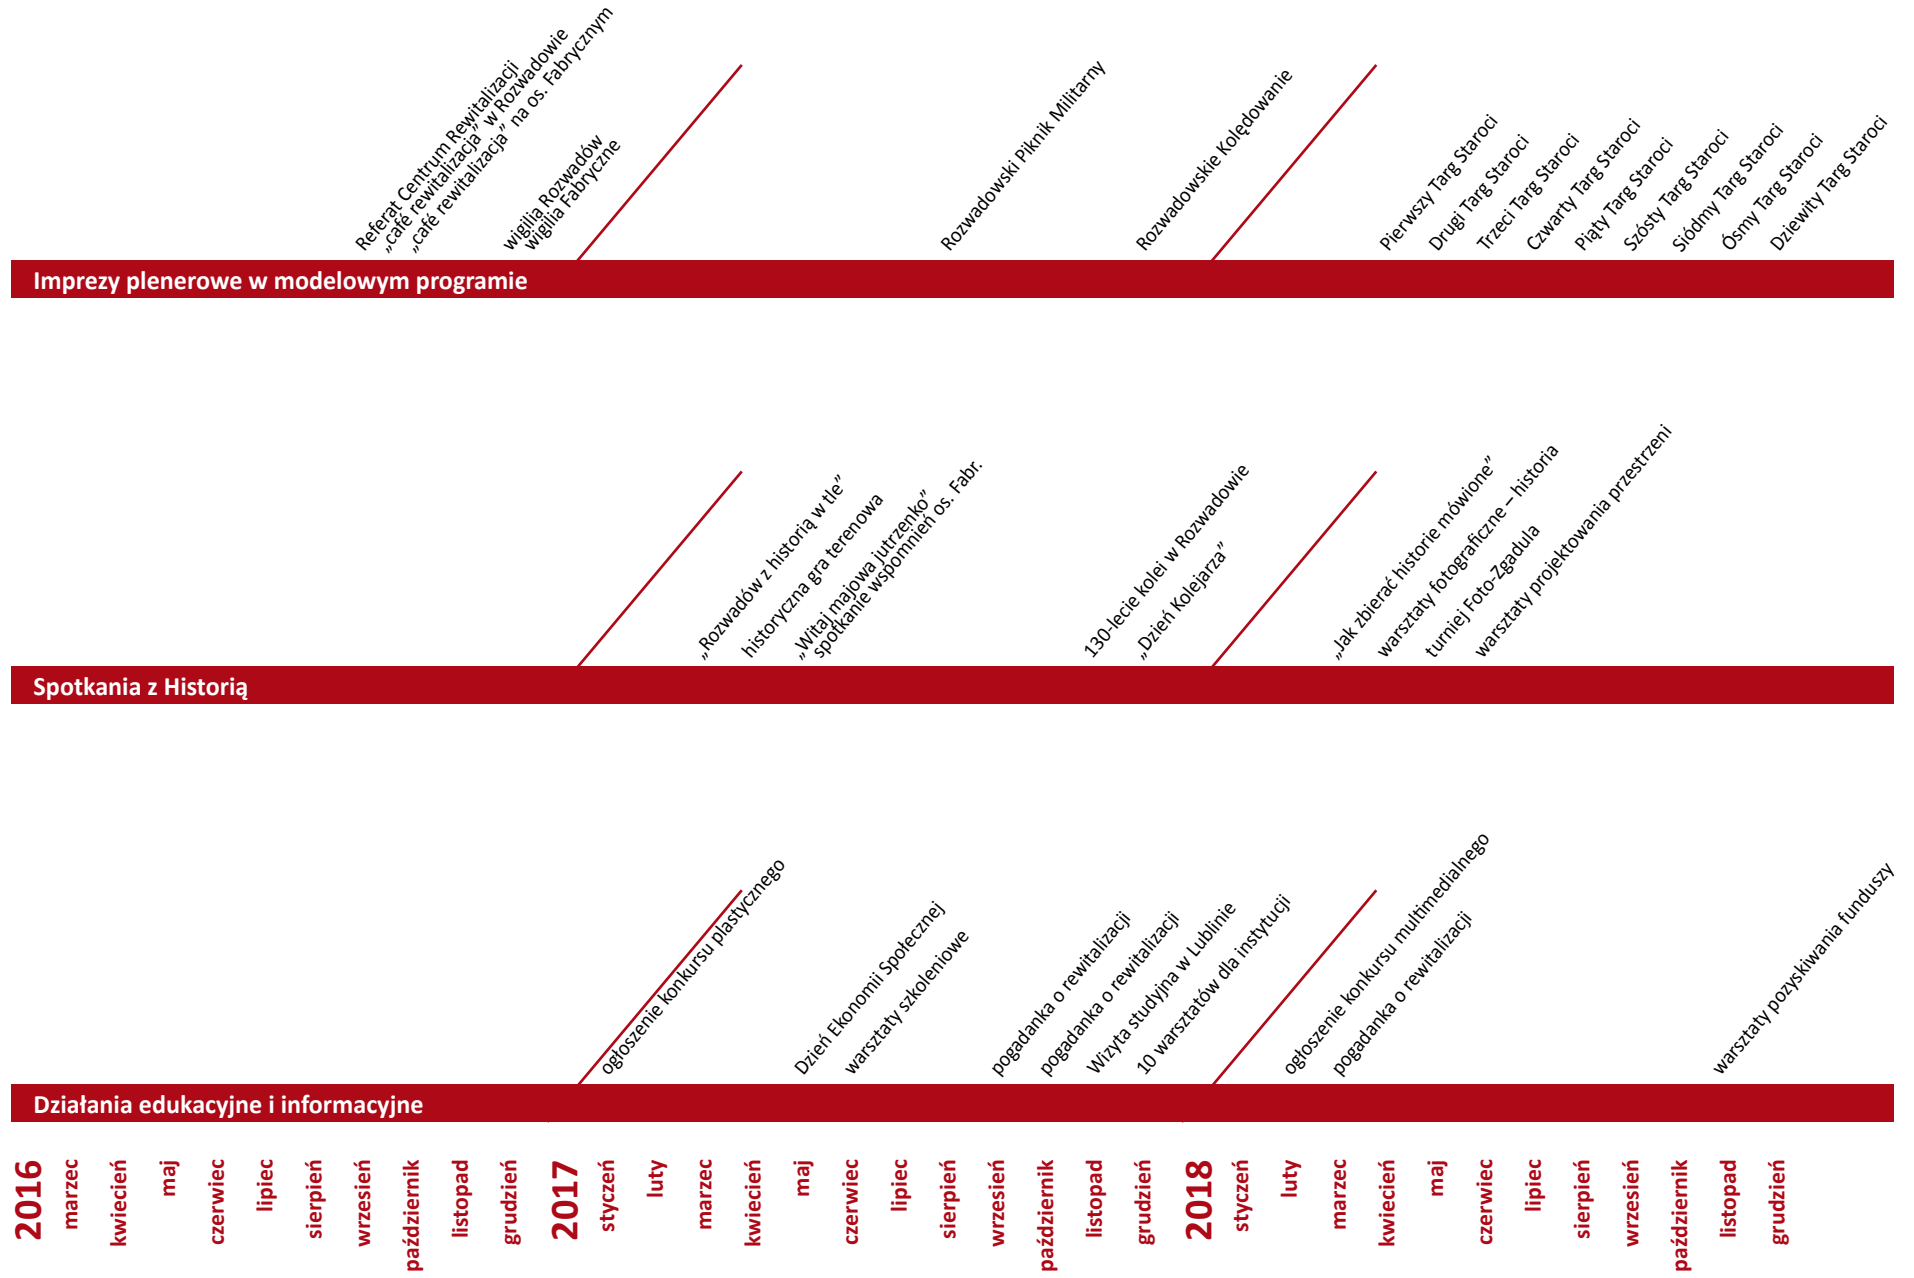 Referat Centrum Rewitalizacji
„café rewitalizacja” w Rozwadowie
„café rewitalizacja” na os. Fabrycznym
wigilia Rozwadów
wigilia Fabryczne
Rozwadowski Piknik Militarny
Rozwadowskie Kolędowanie
Pierwszy Targ Staroci
Drugi Targ Staroci
Trzeci Targ Staroci
Czwarty Targ Staroci
Piąty Targ Staroci
Szósty Targ Staroci
Siódmy Targ Staroci
Ósmy Targ Staroci
Dziewity Targ Staroci
Imprezy plenerowe w modelowym programie
„Rozwadów z historią w tle”
historyczna gra terenowa
„Witaj majowa jutrzenko”
spotkanie wspomnień os. Fabr.
130-lecie kolei w Rozwadowie
„Dzień Kolejarza”
„Jak zbierać historie mówione”
warsztaty fotograficzne – historia
turniej Foto-Zgadula
warsztaty projektowania przestrzeni
Spotkania z Historią
ogłoszenie konkursu plastycznego
Dzień Ekonomii Społecznej
warsztaty szkoleniowe
pogadanka o rewitalizacji
pogadanka o rewitalizacji
Wizyta studyjna w Lublinie
10 warsztatów dla instytucji
ogłoszenie konkursu multimedialnego
pogadanka o rewitalizacji
warsztaty pozyskiwania funduszy
Działania edukacyjne i informacyjne
2016
marzec
kwiecień
maj
czerwiec
lipiec
sierpień
wrzesień
październik
listopad
grudzień
2017
styczeń
luty
marzec
kwiecień
maj
czerwiec
lipiec
sierpień
wrzesień
październik
listopad
grudzień
2018
styczeń
luty
marzec
kwiecień
maj
czerwiec
lipiec
sierpień
wrzesień
październik
listopad
grudzień